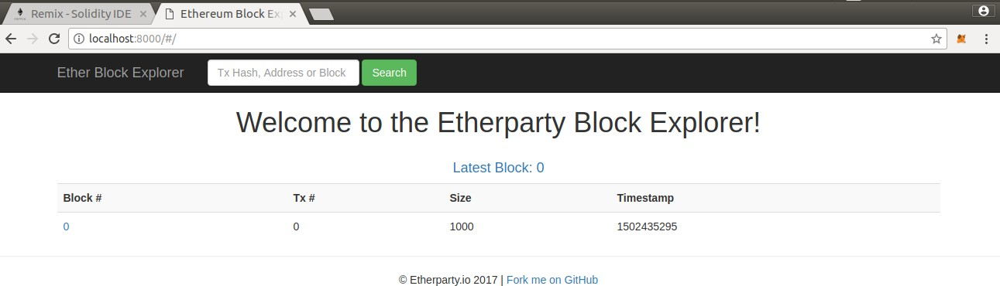 Remix - Solidity IDE
Ethereum Block Ex
remix
localhost:8000/#/
Ether Block Explorer
Tx Hash, Address or Block
Search
Welcome to the Etherparty Block Explorer!
Latest Block: 0
Block # Tx # Size Timestamp
0 0 1000 1502435295
© Etherparty.io 2017 | Fork me on GitHub